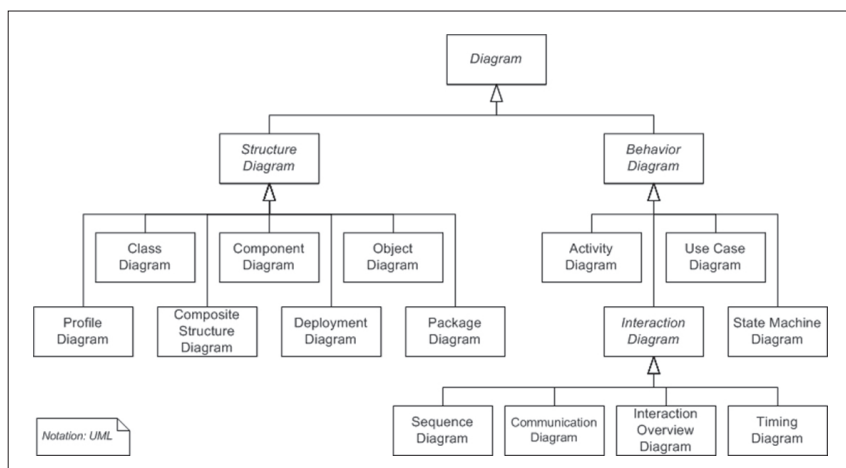 Diagram
Structure
Diagram
Behavior
Diagram
Class
Diagram
Component
Diagram
Object
Diagram
Activity
Diagram
Use Case
Diagram
Profile
Diagram
Composite
Structure
Diagram
Deployment
Diagram
Package
Diagram
Interaction
Diagram
State Machine
Diagram
Sequence
Diagram
Communication
Diagram
Interaction
Overview
Diagram
Timing
Diagram
Notation: UML